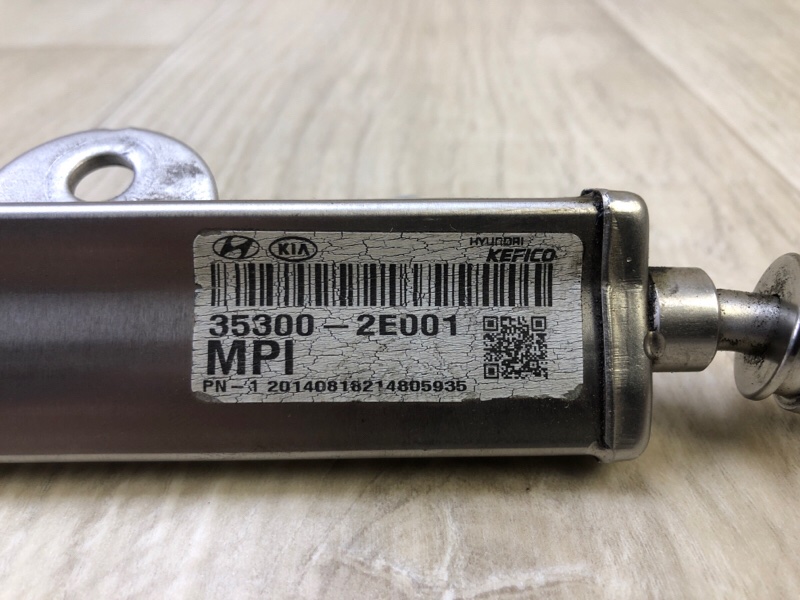 KIA HYUNDAI
KEFICO
35300-2E001
MPI
PN-1 20140818214805935